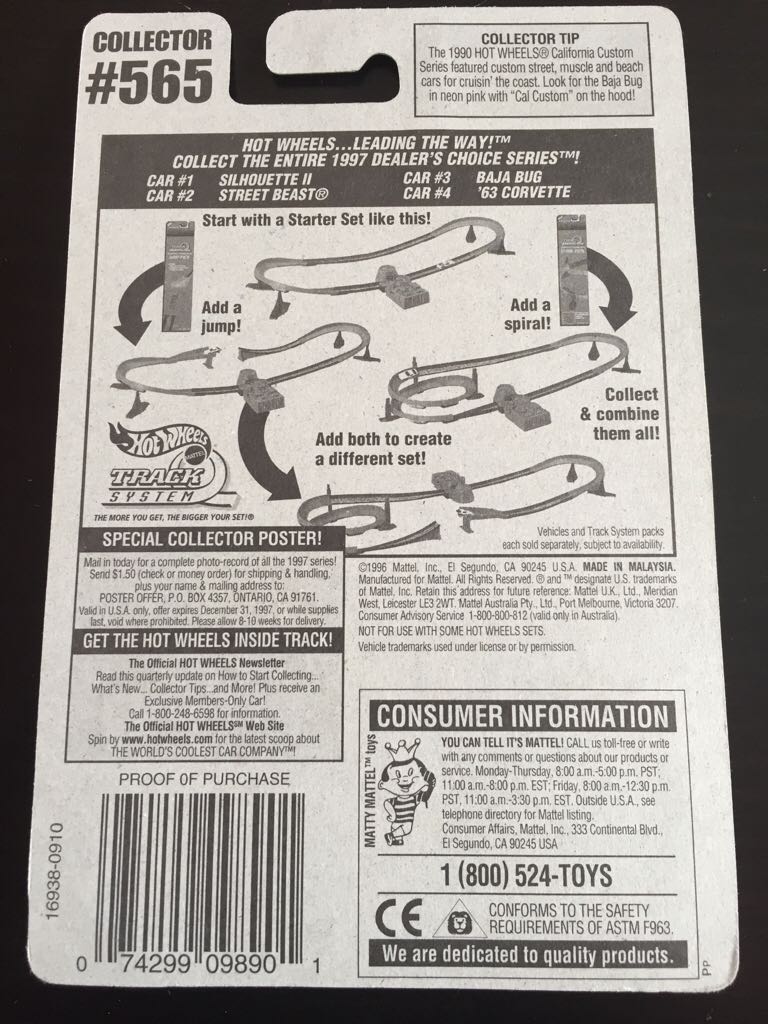 COLLECTOR
#565
COLLECTOR TIP
The 1990 HOT WHEELS® California Custom
Series featured custom street, muscle and beach
cars for cruisin' the coast. Look for the Baja Bug
in neon pink with "Cal Custom" on the hood!
HOT WHEELS...LEADING THE WAY!™
COLLECT THE ENTIRE 1997 DEALER'S CHOICE SERIES™!
CAR #1 SILHOUETTE II CAR #3 BAJA BUG
CAR #2 STREET BEAST® CAR #4 '63 CORVETTE
Start with a Starter Set like this!
Add a
jump!
Add a
spiral!
Collect
& combine
them all!
Add both to create
a different set!
HOT WHEELS
MATTEL
TRACK
SYSTEM
THE MORE YOU GET, THE BIGGER YOUR SET!®
Vehicles and Track System packs
each sold separately, subject to availability.
SPECIAL COLLECTOR POSTER!
Mail in today for a complete photo-record of all the 1997 series!
Send $1.50 (check or money order) for shipping & handling,
plus your name & mailing address to:
POSTER OFFER, P.O. BOX 4357, ONTARIO, CA 91761.
Valid in U.S.A. only, offer expires December 31, 1997, or while supplies
last, void where prohibited. Please allow 8-10 weeks for delivery.
GET THE HOT WHEELS INSIDE TRACK!
The Official HOT WHEELS Newsletter
Read this quarterly update on How to Start Collecting...
What's New... Collector Tips...and More! Plus receive an
Exclusive Members-Only Car!
Call 1-800-248-6598 for information.
The Official HOT WHEELS℠ Web Site
Spin by www.hotwheels.com for the latest scoop about
THE WORLD'S COOLEST CAR COMPANY™!
©1996 Mattel, Inc., El Segundo, CA 90245 U.S.A. MADE IN MALAYSIA.
Manufactured for Mattel. All Rights Reserved. ® and ™ designate U.S. trademarks
of Mattel, Inc. Retain this address for future reference: Mattel U.K., Ltd., Meridian
West, Leicester LE3 2WT. Mattel Australia Pty., Ltd., Port Melbourne, Victoria 3207.
Consumer Advisory Service 1-800-800-812 (valid only in Australia).
NOT FOR USE WITH SOME HOT WHEELS SETS.
Vehicle trademarks used under license or by permission.
CONSUMER INFORMATION
MATTY MATTEL™ toys
YOU CAN TELL IT'S MATTEL! CALL us toll-free or write
with any comments or questions about our products or
service. Monday-Thursday, 8:00 a.m.-5:00 p.m. PST;
11:00 a.m.-8:00 p.m. EST; Friday, 8:00 a.m.-12:30 p.m.
PST, 11:00 a.m.-3:30 p.m. EST. Outside U.S.A., see
telephone directory for Mattel listing.
Consumer Affairs, Mattel, Inc., 333 Continental Blvd.,
El Segundo, CA 90245 USA
1 (800) 524-TOYS
CE
CONFORMS TO THE SAFETY
REQUIREMENTS OF ASTM F963.
We are dedicated to quality products.
PP
PROOF OF PURCHASE
16938-0910
0 74299 09890 1